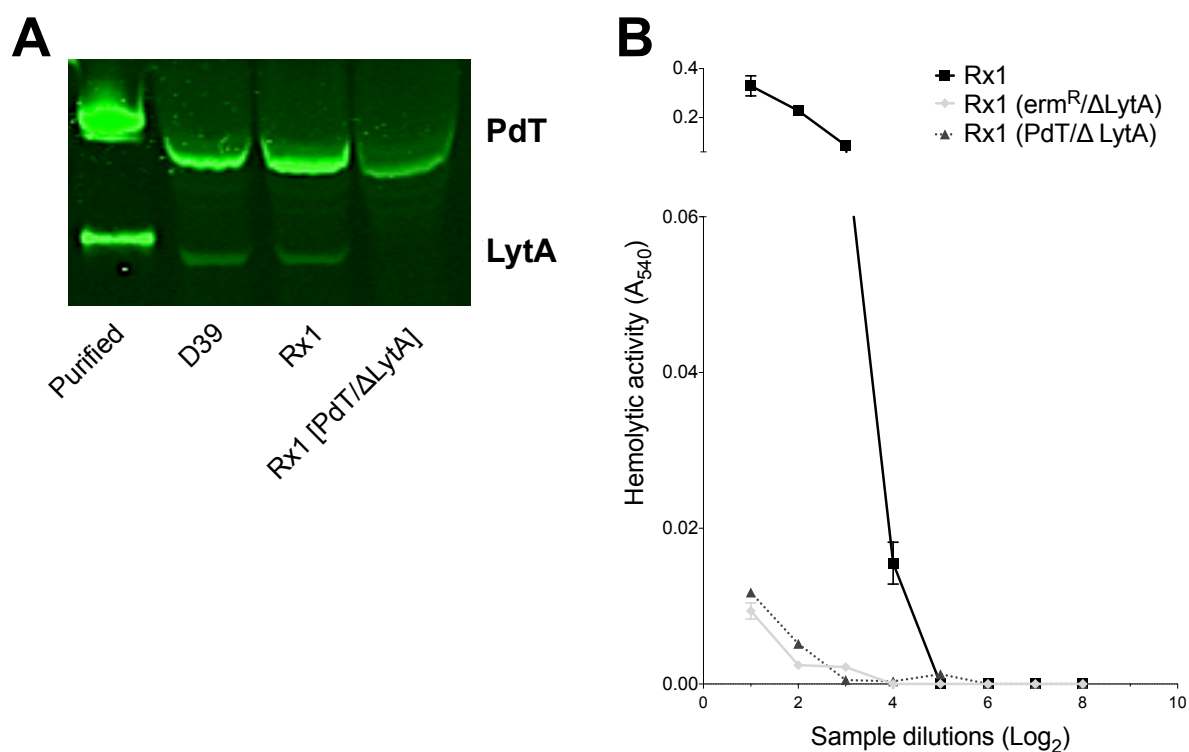 A
PdT
LytA
Purified
D39
Rx1
Rx1 [PdT/ΔLytA]
B
Rx1
Rx1 (ermᴿ/ΔLytA)
Rx1 (PdT/Δ LytA)
0.4
0.2
0.06
0.04
0.02
0.00
Hemolytic activity (A₅₄₀)
0 2 4 6 8 10
Sample dilutions (Log₂)